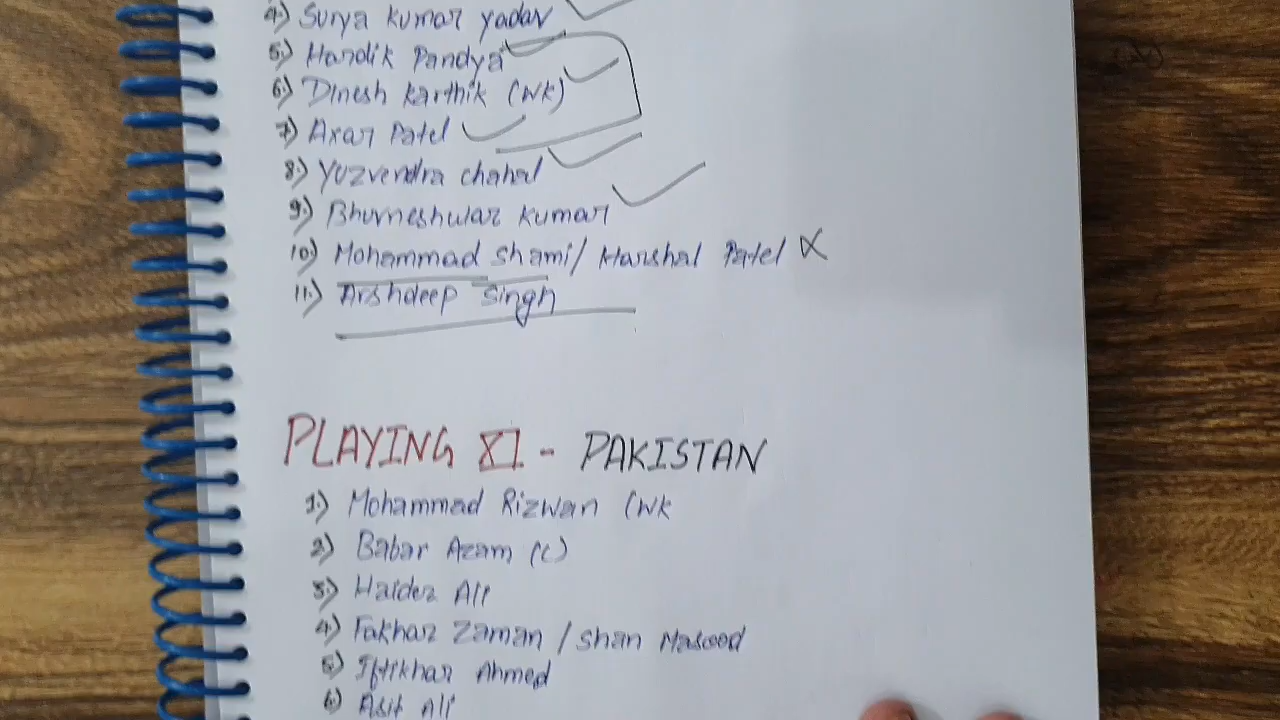 4.) Surya kumar yadav
5.) Hardik Pandya
6.) Dinesh Karthik (WK)
7.) Axar Patel
8.) Yuzvendra chahal
9.) Bhuvneshwar Kumar
10.) Mohammad Shami / Harshal Patel
11.) Arshdeep Singh
PLAYING XI - PAKISTAN
1.) Mohammad Rizwan (WK
2.) Babar Azam (C)
3.) Haider Ali
4.) Fakhar Zaman / Shan Masood
5.) Iftikhar Ahmed
6.) Asif Ali